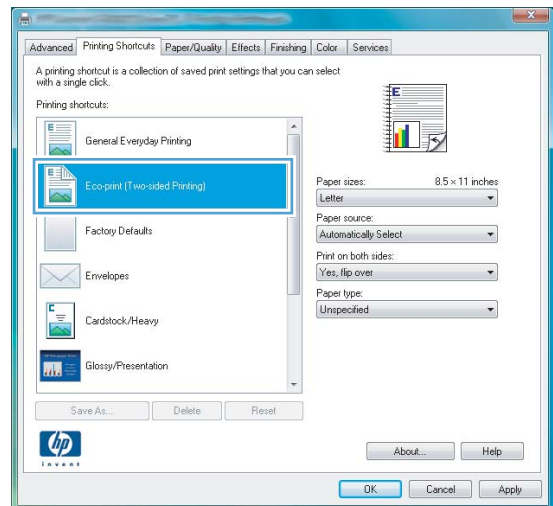 Advanced Printing Shortcuts Paper/Quality Effects Finishing Color Services
A printing shortcut is a collection of saved print settings that you can select
with a single click.
Printing shortcuts:
E
General Everyday Printing
E
Eco-print (Two-sided Printing)
Factory Defaults
Envelopes
C
Cardstock/Heavy
Glossy/Presentation
Save As... Delete Reset
E
Paper sizes: 8.5 × 11 inches
Letter
Paper source:
Automatically Select
Print on both sides:
Yes, flip over
Paper type:
Unspecified
hp
invent
About... Help
OK Cancel Apply